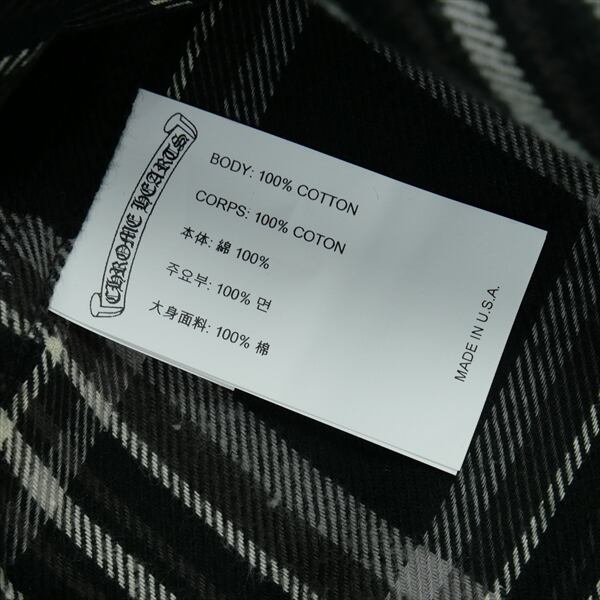 CHROME HEARTS
BODY: 100% COTTON
CORPS: 100% COTON
本体: 綿 100%
주요부: 100% 면
大身面料: 100% 棉
MADE IN U.S.A.